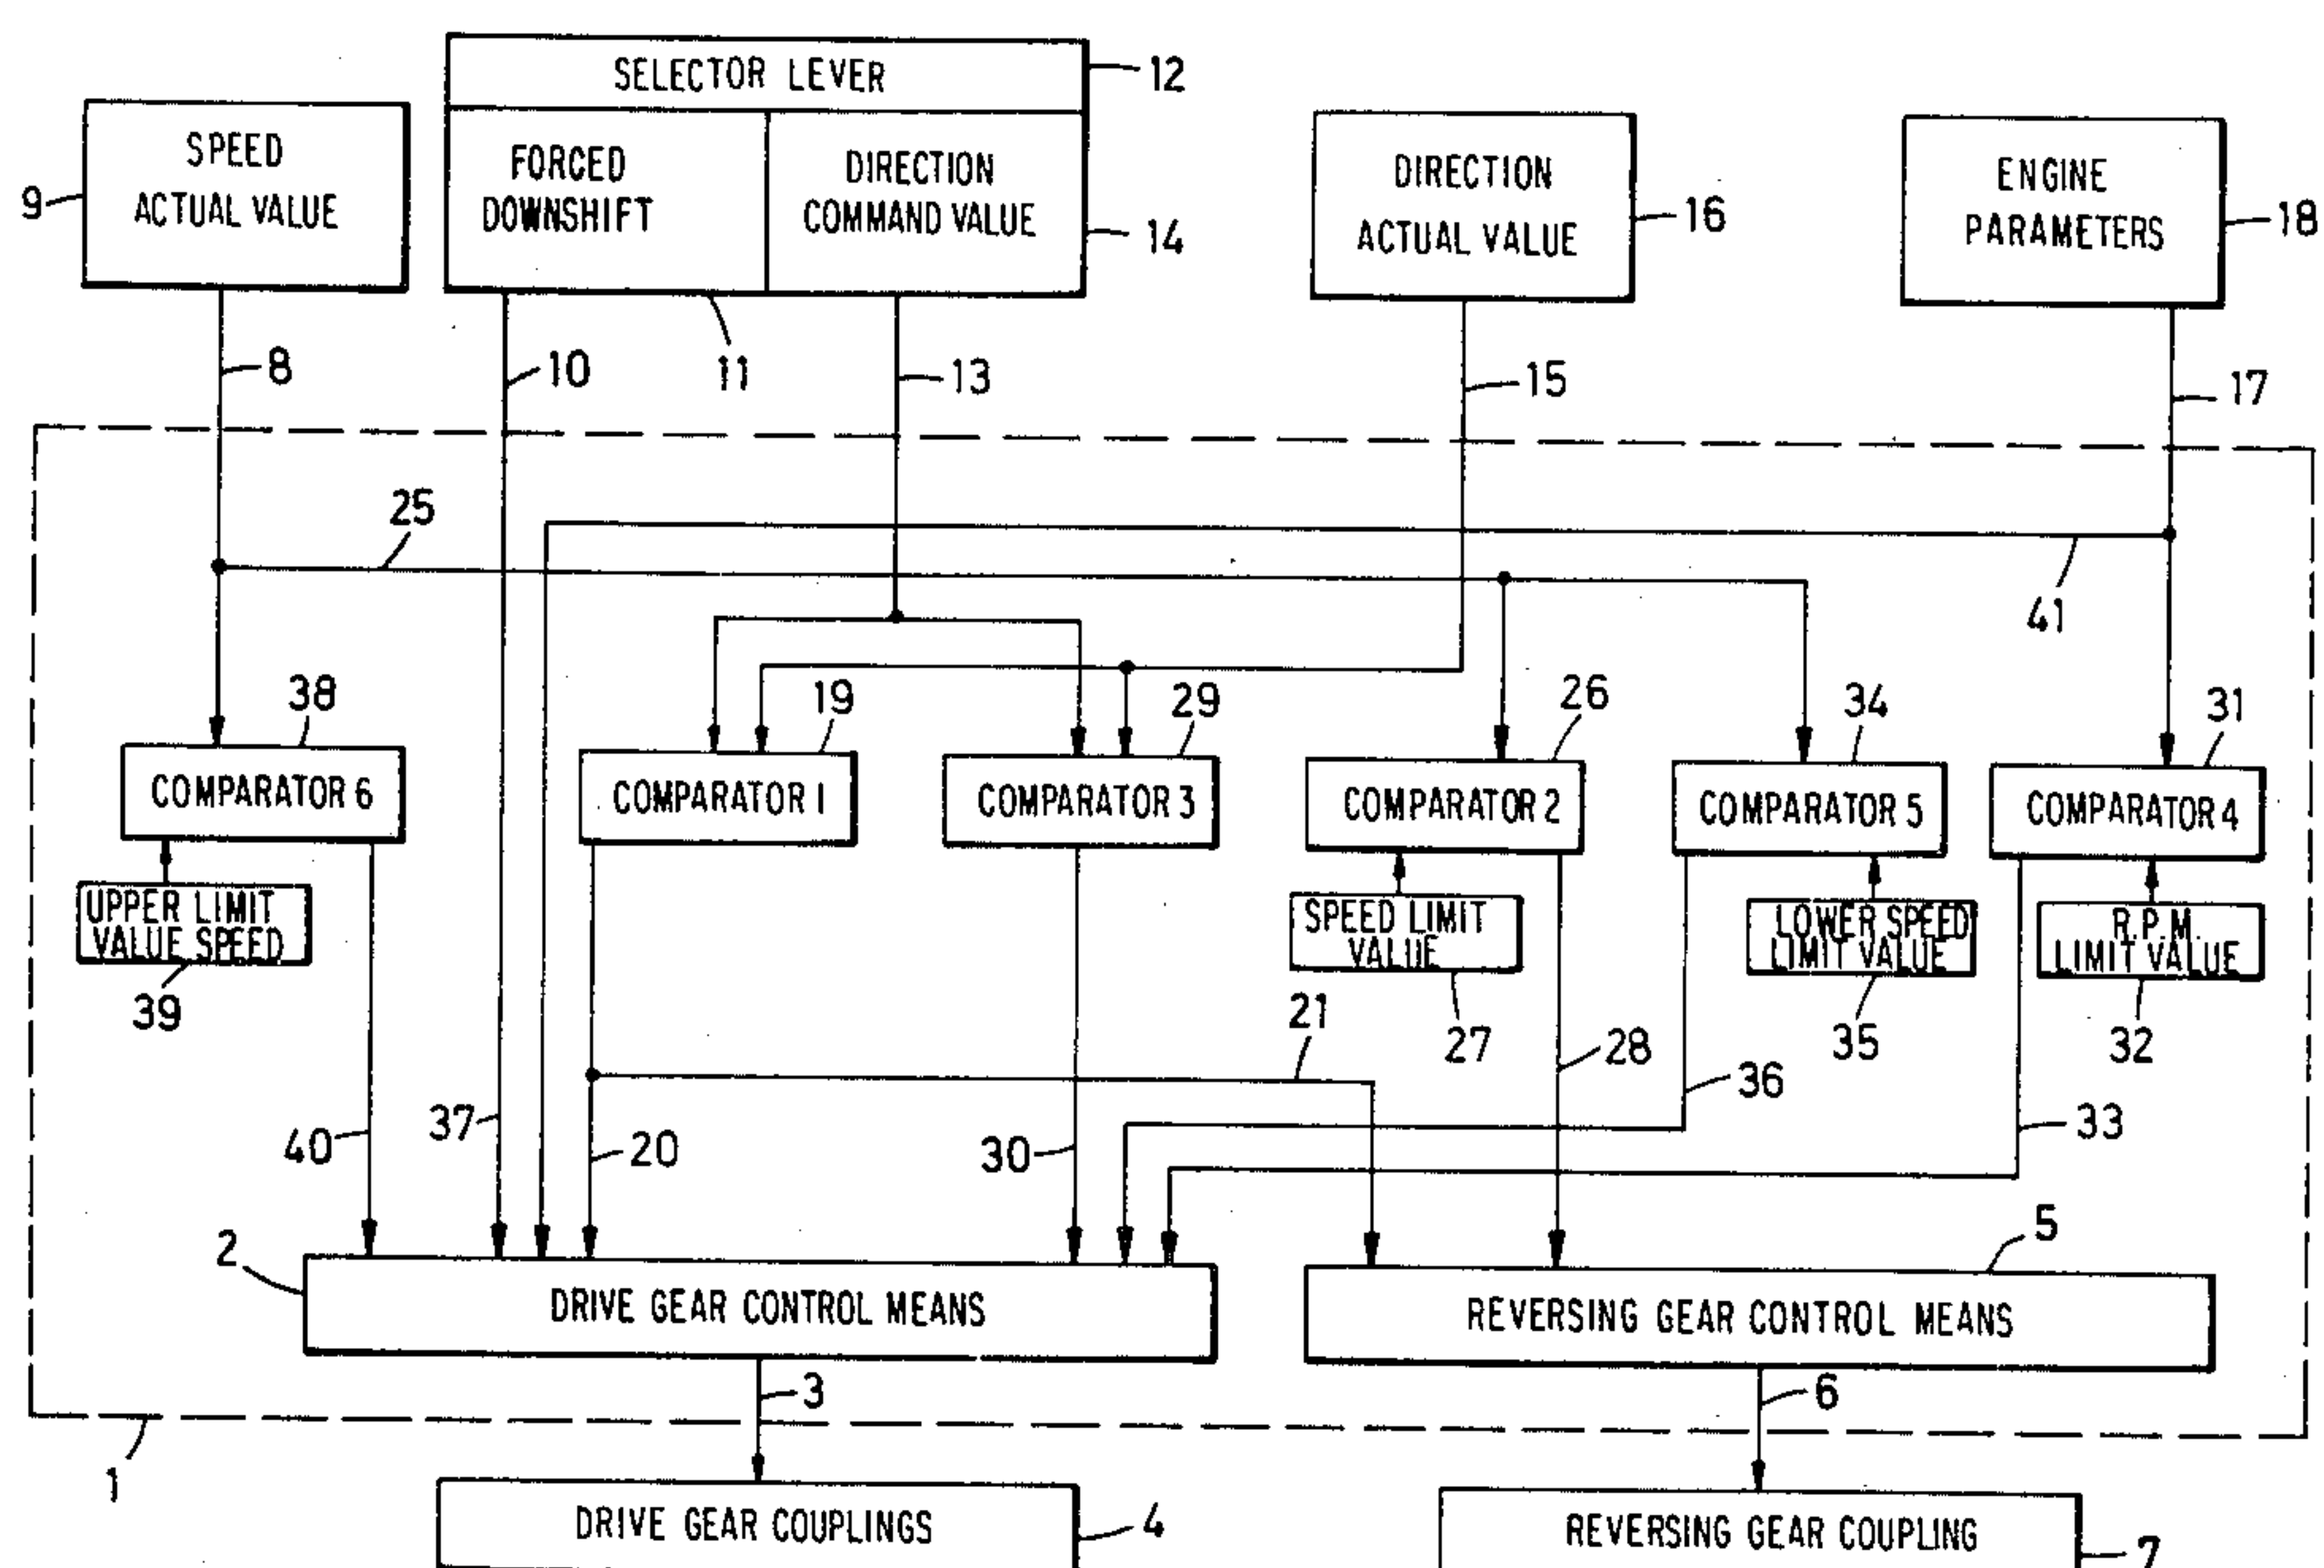 SELECTOR LEVER
12
SPEED
ACTUAL VALUE
9
FORCED
DOWNSHIFT
DIRECTION
COMMAND VALUE
14
DIRECTION
ACTUAL VALUE
16
ENGINE
PARAMETERS
18
8
10
11
13
15
17
25
41
38
19
29
26
34
31
COMPARATOR 6
COMPARATOR 1
COMPARATOR 3
COMPARATOR 2
COMPARATOR 5
COMPARATOR 4
UPPER LIMIT
VALUE SPEED
39
SPEED LIMIT
VALUE
27
LOWER SPEED
LIMIT VALUE
35
R.P.M.
LIMIT VALUE
32
21
28
36
33
40
37
20
30
2
5
DRIVE GEAR CONTROL MEANS
REVERSING GEAR CONTROL MEANS
3
6
1
DRIVE GEAR COUPLINGS
4
REVERSING GEAR COUPLING
7